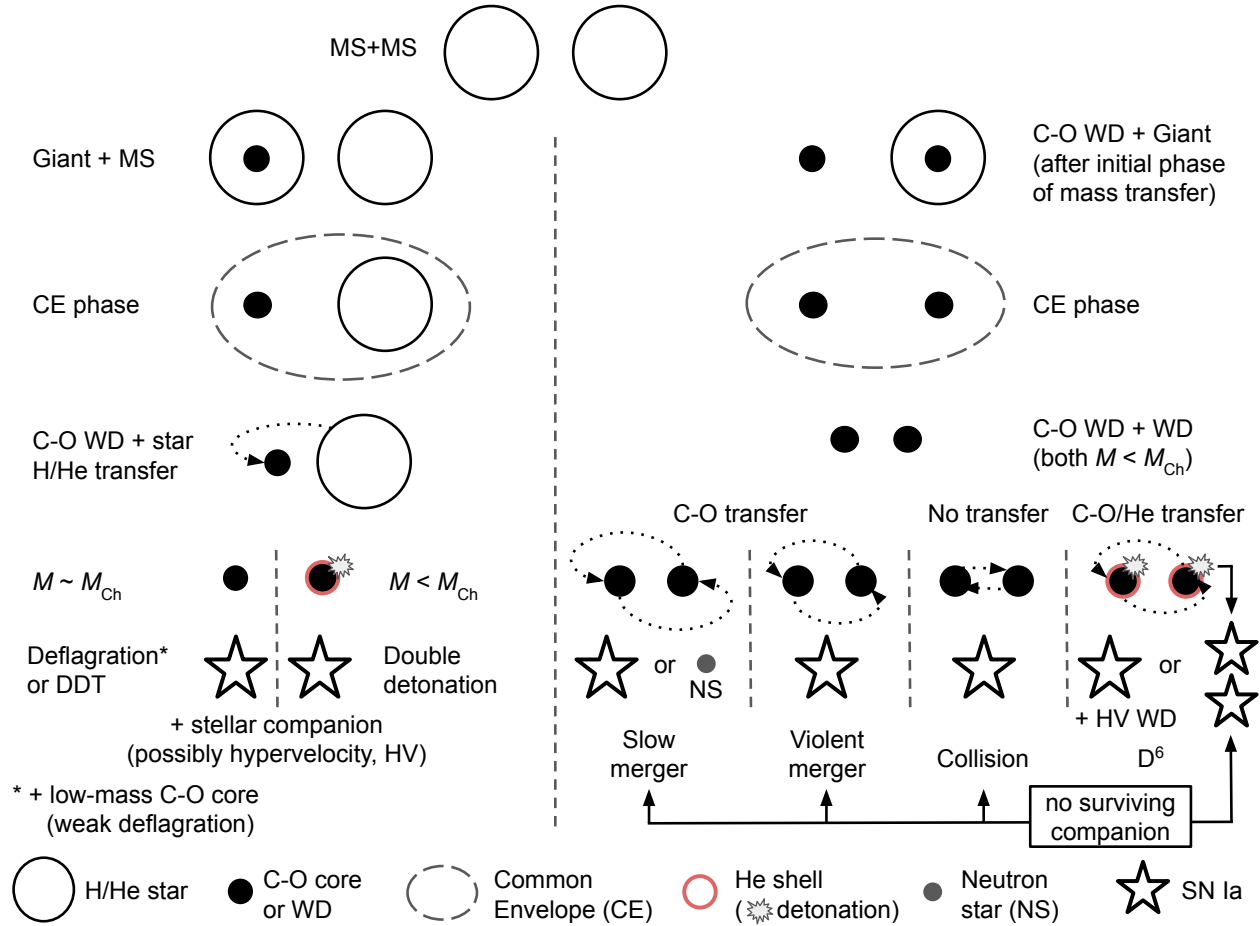 MS+MS
Giant + MS
C-O WD + Giant
(after initial phase
of mass transfer)
CE phase
CE phase
C-O WD + star
H/He transfer
C-O WD + WD
(both M < M_Ch)
C-O transfer
No transfer
C-O/He transfer
M ~ M_Ch
M < M_Ch
Deflagration*
or DDT
Double
detonation
or
NS
or
+ HV WD
+ stellar companion
(possibly hypervelocity, HV)
Slow
merger
Violent
merger
Collision
D⁶
* + low-mass C-O core
(weak deflagration)
no surviving
companion
H/He star
C-O core
or WD
Common
Envelope (CE)
He shell
( detonation)
Neutron
star (NS)
SN Ia